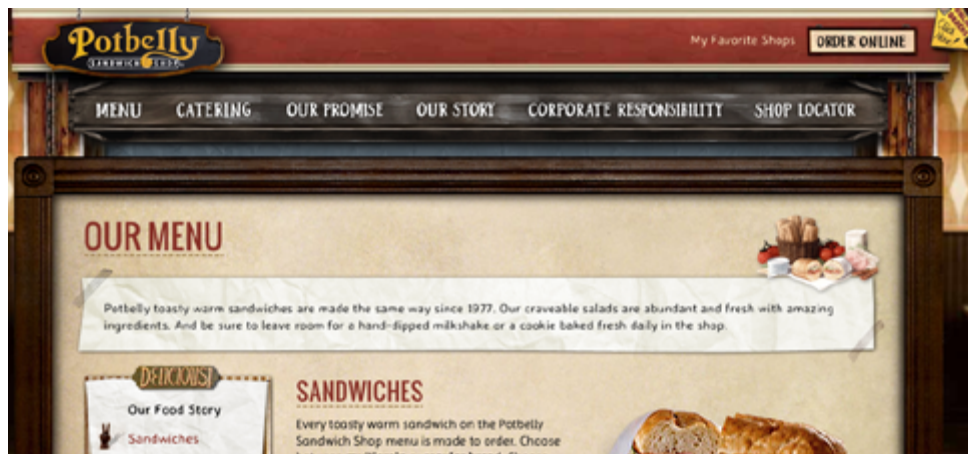 Potbelly
SANDWICH SHOP
My Favorite Shops
ORDER ONLINE
MENU CATERING OUR PROMISE OUR STORY CORPORATE RESPONSIBILITY SHOP LOCATOR
OUR MENU
Potbelly toasty warm sandwiches are made the same way since 1977. Our craveable salads are abundant and fresh with amazing
ingredients. And be sure to leave room for a hand-dipped milkshake or a cookie baked fresh daily in the shop.
DELICIOUS!
Our Food Story
Sandwiches
SANDWICHES
Every toasty warm sandwich on the Potbelly
Sandwich Shop menu is made to order. Choose